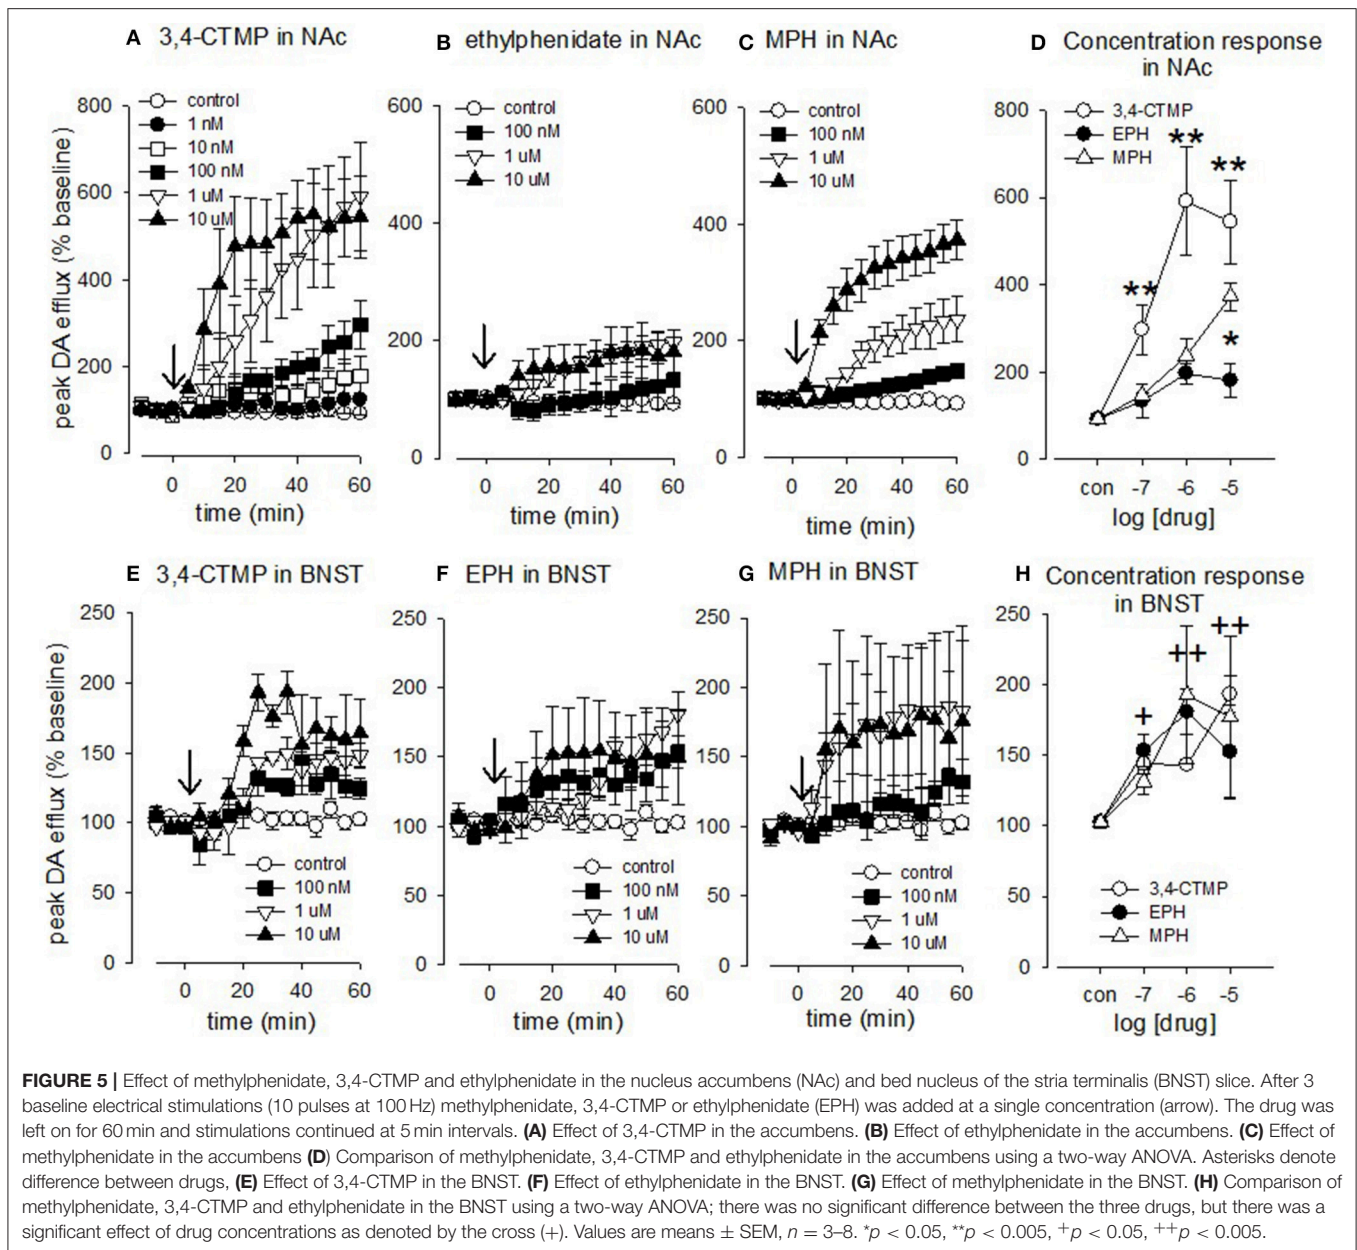 A 3,4-CTMP in NAc
peak DA efflux (% baseline)
800
600
400
200
0
control
1 nM
10 nM
100 nM
1 uM
10 uM
0 20 40 60
time (min)
B ethylphenidate in NAc
600
400
200
0
control
100 nM
1 uM
10 uM
0 20 40 60
time (min)
C MPH in NAc
600
400
200
0
control
100 nM
1 uM
10 uM
0 20 40 60
time (min)
D Concentration response
in NAc
800
600
400
200
0
3,4-CTMP
EPH
MPH
**
**
**
*
con -7 -6 -5
log [drug]
E 3,4-CTMP in BNST
peak DA efflux (% baseline)
250
200
150
100
50
0
control
100 nM
1 uM
10 uM
0 20 40 60
time (min)
F EPH in BNST
250
200
150
100
50
0
control
100 nM
1 uM
10 uM
0 20 40 60
time (min)
G MPH in BNST
250
200
150
100
50
0
control
100 nM
1 uM
10 uM
0 20 40 60
time (min)
H Concentration response
in BNST
250
200
150
100
50
0
++
++
+
3,4-CTMP
EPH
MPH
con -7 -6 -5
log [drug]
FIGURE 5 | Effect of methylphenidate, 3,4-CTMP and ethylphenidate in the nucleus accumbens (NAc) and bed nucleus of the stria terminalis (BNST) slice. After 3
baseline electrical stimulations (10 pulses at 100 Hz) methylphenidate, 3,4-CTMP or ethylphenidate (EPH) was added at a single concentration (arrow). The drug was
left on for 60 min and stimulations continued at 5 min intervals. (A) Effect of 3,4-CTMP in the accumbens. (B) Effect of ethylphenidate in the accumbens. (C) Effect of
methylphenidate in the accumbens (D) Comparison of methylphenidate, 3,4-CTMP and ethylphenidate in the accumbens using a two-way ANOVA. Asterisks denote
difference between drugs, (E) Effect of 3,4-CTMP in the BNST. (F) Effect of ethylphenidate in the BNST. (G) Effect of methylphenidate in the BNST. (H) Comparison of
methylphenidate, 3,4-CTMP and ethylphenidate in the BNST using a two-way ANOVA; there was no significant difference between the three drugs, but there was a
significant effect of drug concentrations as denoted by the cross (+). Values are means ± SEM, n = 3–8. *p < 0.05, **p < 0.005, +p < 0.05, ++p < 0.005.